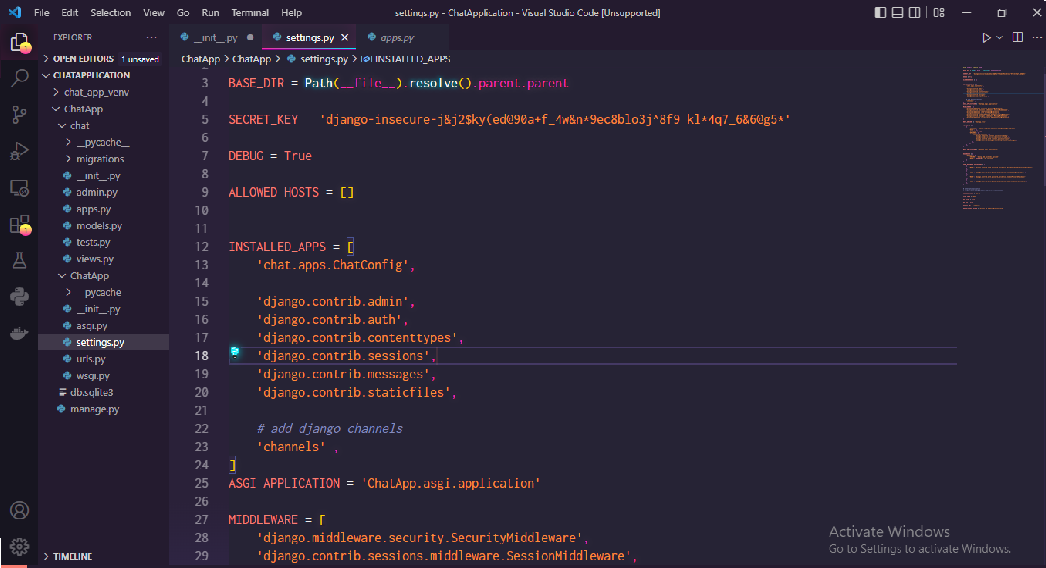 File Edit Selection View Go Run Terminal Help settings.py - ChatApplication - Visual Studio Code [Unsupported]
EXPLORER ...
__init__.py settings.py apps.py
OPEN EDITORS 1 unsaved
ChatApp > ChatApp > settings.py > INSTALLED_APPS
CHATAPPLICATION
chat_app_venv
ChatApp
chat
__pycache__
migrations
__init__.py
admin.py
apps.py
models.py
tests.py
views.py
ChatApp
__pycache__
__init__.py
asgi.py
settings.py
urls.py
wsgi.py
db.sqlite3
manage.py
TIMELINE
3 BASE_DIR = Path(__file__).resolve().parent.parent
4
5 SECRET_KEY 'django-insecure-j&j2$ky(ed090a+f_4w&n*9ec8blo3j^8f9 kl*4q7_6&60g5*'
6
7 DEBUG = True
8
9 ALLOWED HOSTS = []
10
11
12 INSTALLED_APPS = [
13 'chat.apps.ChatConfig',
14
15 'django.contrib.admin',
16 'django.contrib.auth',
17 'django.contrib.contenttypes',
18 'django.contrib.sessions',
19 'django.contrib.messages',
20 'django.contrib.staticfiles',
21
22 # add django channels
23 'channels' ,
24 ]
25 ASGI APPLICATION = 'ChatApp.asgi.application'
26
27 MIDDLEWARE = [
28 'django.middleware.security.SecurityMiddleware',
29 'django.contrib.sessions.middleware.SessionMiddleware',
Activate Windows
Go to Settings to activate Windows.